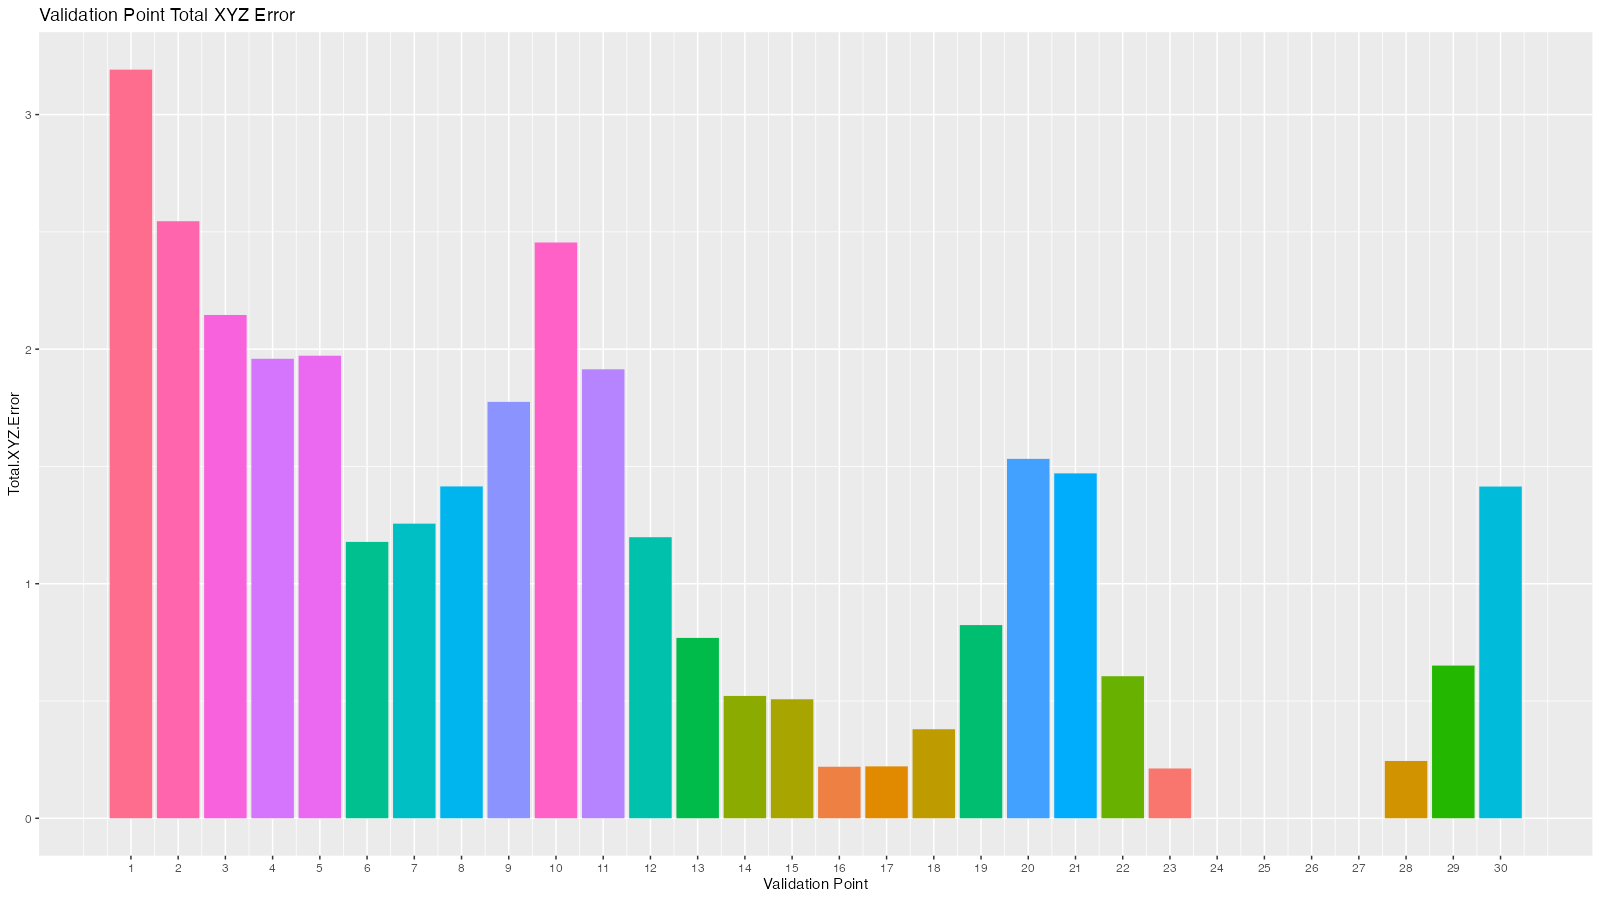 Validation Point Total XYZ Error
Total.XYZ.Error
3
2
1
0
1 2 3 4 5 6 7 8 9 10 11 12 13 14 15 16 17 18 19 20 21 22 23 24 25 26 27 28 29 30
Validation Point